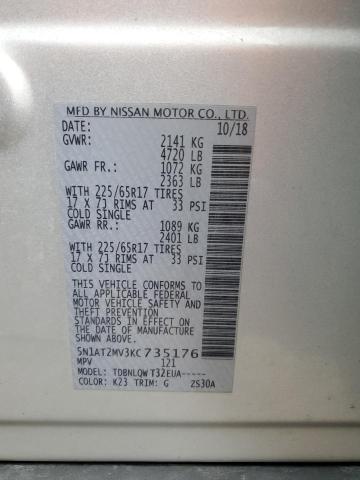 MFD BY NISSAN MOTOR CO., LTD.
DATE: 10/18
GVWR: 2141 KG
4720 LB
GAWR FR.: 1072 KG
2363 LB
WITH 225/65R17 TIRES
17 X 7J RIMS AT 33 PSI
COLD SINGLE
GAWR RR.: 1089 KG
2401 LB
WITH 225/65R17 TIRES
17 X 7J RIMS AT 33 PSI
COLD SINGLE
THIS VEHICLE CONFORMS TO
ALL APPLICABLE FEDERAL
MOTOR VEHICLE SAFETY AND
THEFT PREVENTION
STANDARDS IN EFFECT ON
THE DATE OF MANUFACTURE
SHOWN ABOVE
5N1AT2MV3KC735176
MPV 121
MODEL: TDBNLQW T32EUA-----
COLOR: K23 TRIM: G ZS30A